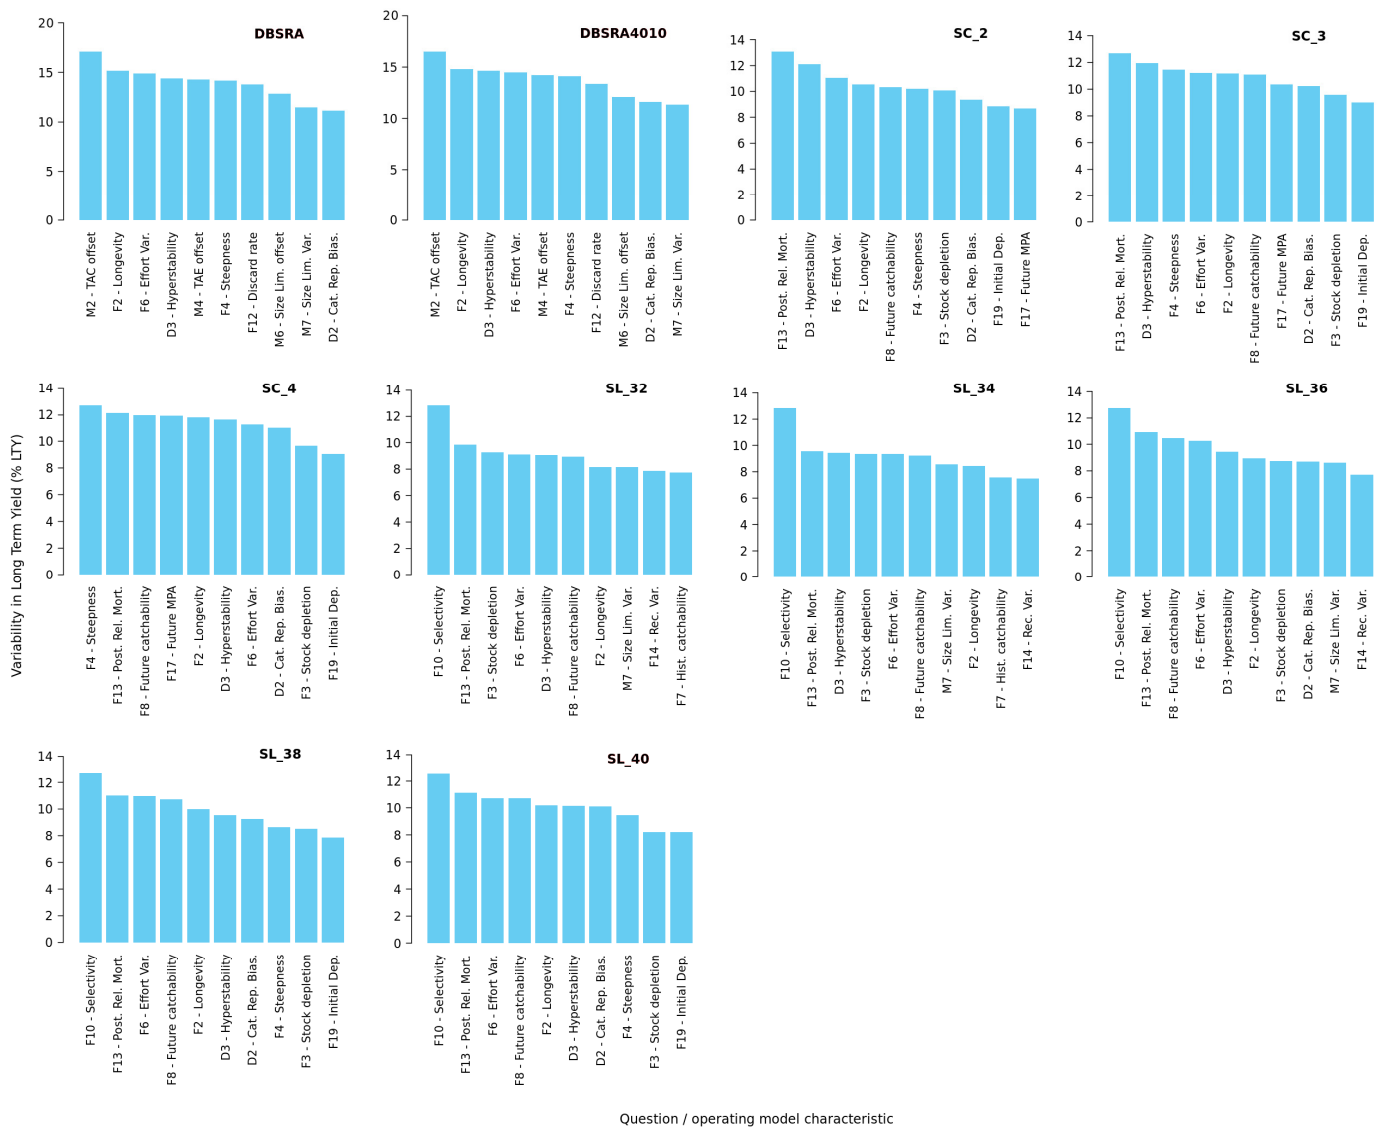 Variability in Long Term Yield (% LTY)
DBSRA
20
15
10
5
0
M2 - TAC offset
F2 - Longevity
F6 - Effort Var.
D3 - Hyperstability
M4 - TAE offset
F4 - Steepness
F12 - Discard rate
M6 - Size Lim. offset
M7 - Size Lim. Var.
D2 - Cat. Rep. Bias.
DBSRA4010
20
15
10
5
0
M2 - TAC offset
F2 - Longevity
D3 - Hyperstability
F6 - Effort Var.
M4 - TAE offset
F4 - Steepness
F12 - Discard rate
M6 - Size Lim. offset
D2 - Cat. Rep. Bias.
M7 - Size Lim. Var.
SC_2
14
12
10
8
6
4
2
0
F13 - Post. Rel. Mort.
D3 - Hyperstability
F6 - Effort Var.
F2 - Longevity
F8 - Future catchability
F4 - Steepness
F3 - Stock depletion
D2 - Cat. Rep. Bias.
F19 - Initial Dep.
F17 - Future MPA
SC_3
14
12
10
8
6
4
2
0
F13 - Post. Rel. Mort.
D3 - Hyperstability
F4 - Steepness
F6 - Effort Var.
F2 - Longevity
F8 - Future catchability
F17 - Future MPA
D2 - Cat. Rep. Bias.
F3 - Stock depletion
F19 - Initial Dep.
SC_4
14
12
10
8
6
4
2
0
F4 - Steepness
F13 - Post. Rel. Mort.
F8 - Future catchability
F17 - Future MPA
F2 - Longevity
D3 - Hyperstability
F6 - Effort Var.
D2 - Cat. Rep. Bias.
F3 - Stock depletion
F19 - Initial Dep.
SL_32
14
12
10
8
6
4
2
0
F10 - Selectivity
F13 - Post. Rel. Mort.
F3 - Stock depletion
F6 - Effort Var.
D3 - Hyperstability
F8 - Future catchability
F2 - Longevity
M7 - Size Lim. Var.
F14 - Rec. Var.
F7 - Hist. catchability
SL_34
14
12
10
8
6
4
2
0
F10 - Selectivity
F13 - Post. Rel. Mort.
D3 - Hyperstability
F3 - Stock depletion
F6 - Effort Var.
F8 - Future catchability
M7 - Size Lim. Var.
F2 - Longevity
F7 - Hist. catchability
F14 - Rec. Var.
SL_36
14
12
10
8
6
4
2
0
F10 - Selectivity
F13 - Post. Rel. Mort.
F8 - Future catchability
F6 - Effort Var.
D3 - Hyperstability
F2 - Longevity
F3 - Stock depletion
D2 - Cat. Rep. Bias.
M7 - Size Lim. Var.
F14 - Rec. Var.
SL_38
14
12
10
8
6
4
2
0
F10 - Selectivity
F13 - Post. Rel. Mort.
F6 - Effort Var.
F8 - Future catchability
F2 - Longevity
D3 - Hyperstability
D2 - Cat. Rep. Bias.
F4 - Steepness
F3 - Stock depletion
F19 - Initial Dep.
SL_40
14
12
10
8
6
4
2
0
F10 - Selectivity
F13 - Post. Rel. Mort.
F6 - Effort Var.
F8 - Future catchability
F2 - Longevity
D3 - Hyperstability
D2 - Cat. Rep. Bias.
F4 - Steepness
F3 - Stock depletion
F19 - Initial Dep.
Question / operating model characteristic